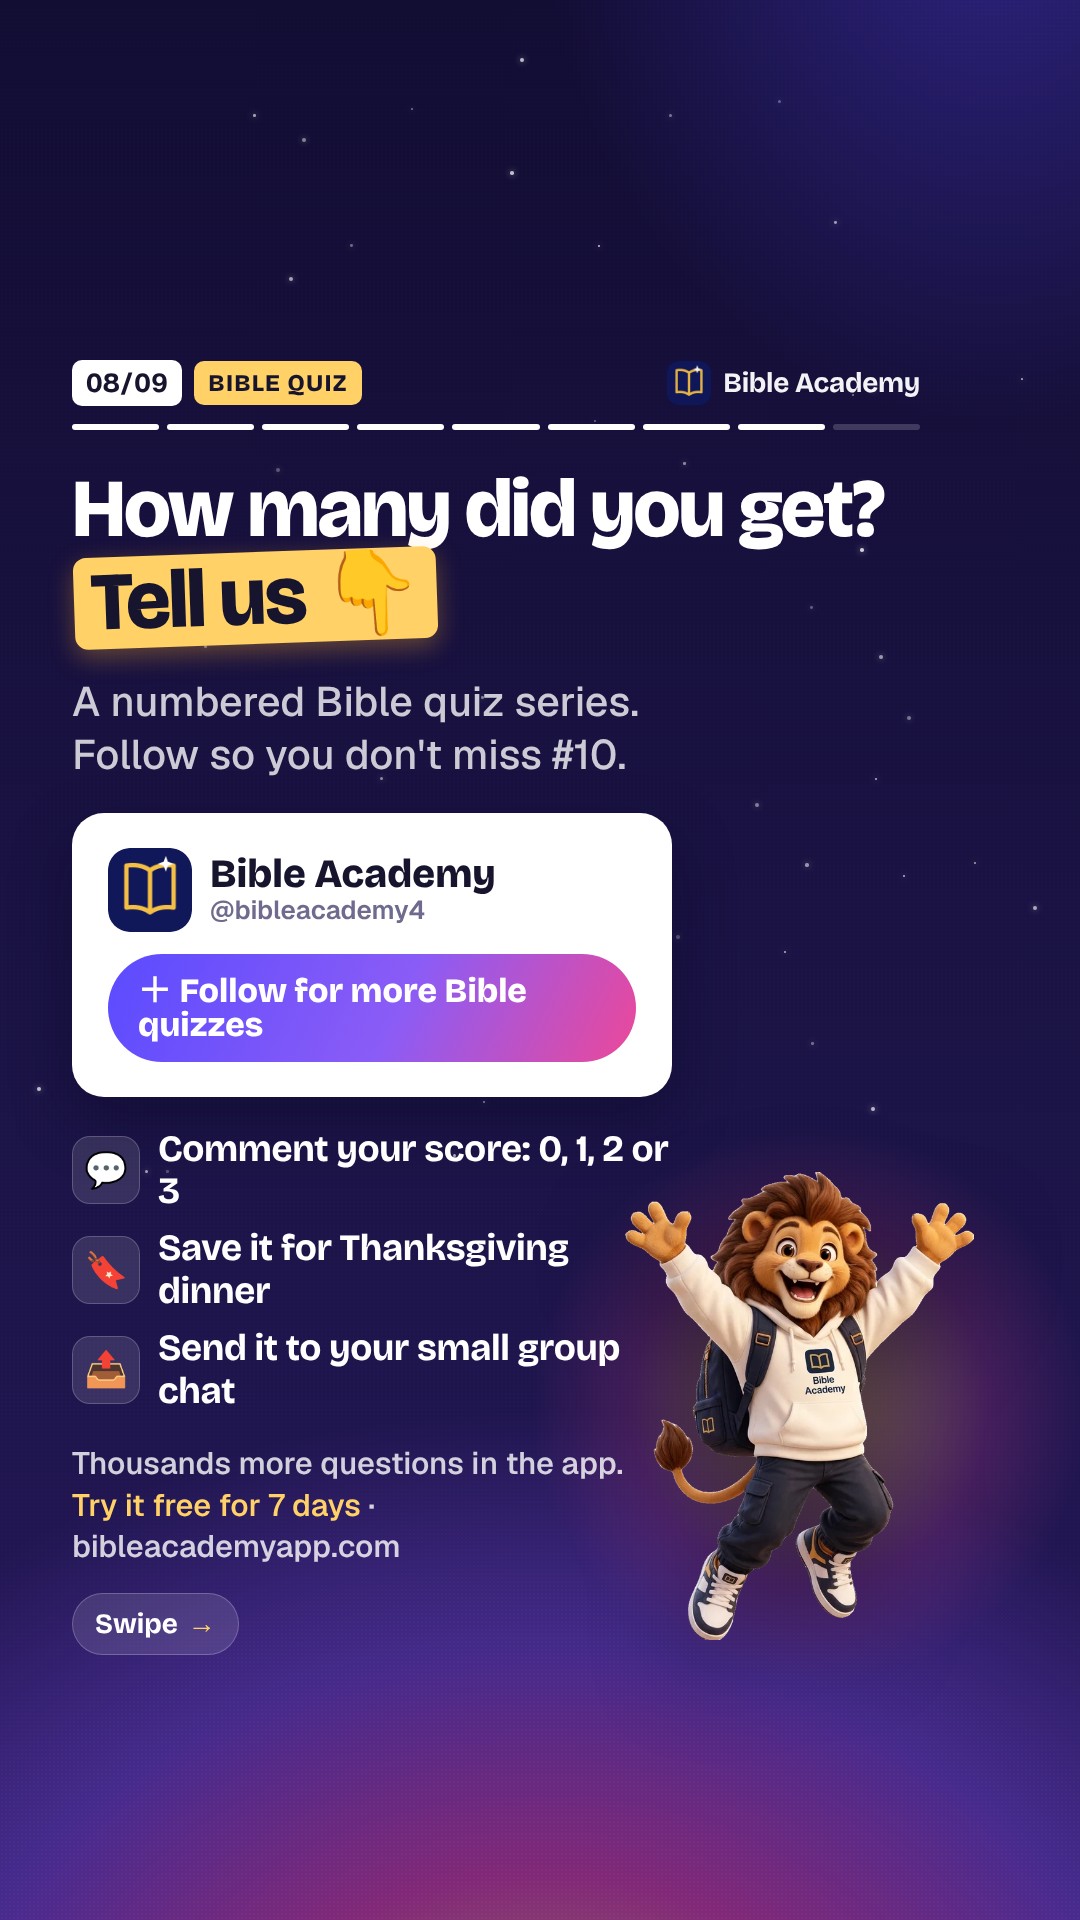 08/09 BIBLE QUIZ Bible Academy
How many did you get?
Tell us 👇
A numbered Bible quiz series.
Follow so you don't miss #10.
Bible Academy
@bibleacademy4
+ Follow for more Bible
quizzes
💬 Comment your score: 0, 1, 2 or
3
🔖 Save it for Thanksgiving
dinner
📤 Send it to your small group
chat
Bible
Academy
Thousands more questions in the app.
Try it free for 7 days ·
bibleacademyapp.com
Swipe →